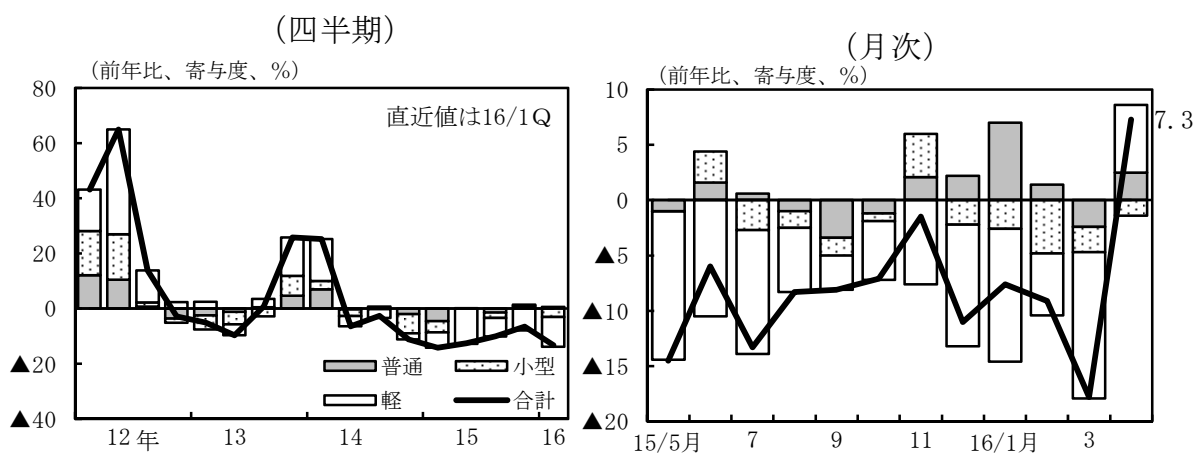 (四半期)
(前年比、寄与度、%)
80
60
40
20
0
▲20
▲40
直近値は16/1Q
普通
小型
軽
合計
12年
13
14
15
16
(月次)
(前年比、寄与度、%)
10
5
0
▲5
▲10
▲15
▲20
7.3
15/5月
7
9
11
16/1月
3